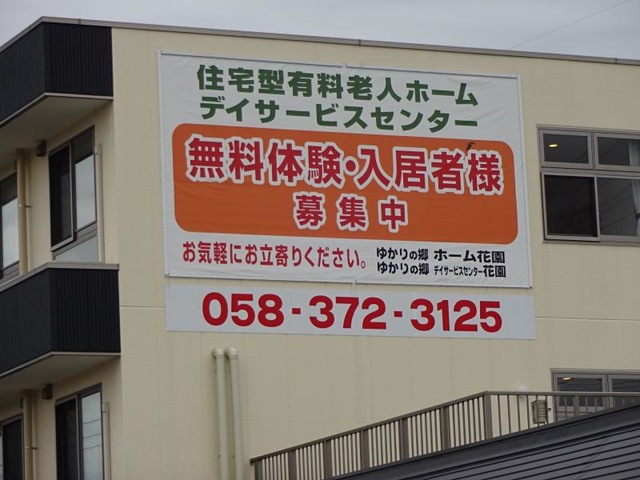 住宅型有料老人ホーム
デイサービスセンター
無料体験・入居者様
募集中
お気軽にお立寄りください。
ゆかりの郷 ホーム花園
ゆかりの郷 デイサービスセンター花園
058-372-3125